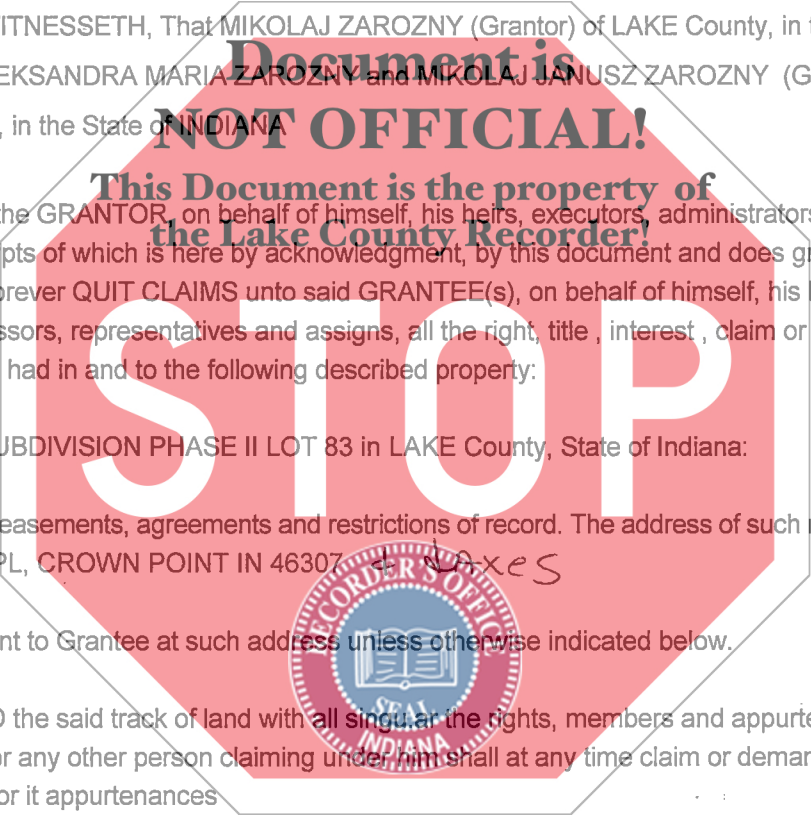 ITNESSETH, That MIKOLAJ ZAROZNY (Grantor) of LAKE County, in
Document is
EKSANDRA MARIA ZAROZNY and MIKOLAJ JANUSZ ZAROZNY (G
, in the State of INDIANA
NOT OFFICIAL!
This Document is the property of
the GRANTOR, on behalf of himself, his heirs, executors, administrators
the Lake County Recorder!
pts of which is here by acknowledgment, by this document and does gr
orever QUIT CLAIMS unto said GRANTEE(s), on behalf of himself, his
ssors, representatives and assigns, all the right, title , interest , claim or
had in and to the following described property:
STOP
UBDIVISION PHASE II LOT 83 in LAKE County, State of Indiana:
easements, agreements and restrictions of record. The address of such
PL, CROWN POINT IN 46307 + tAxes
RECORDER'S OFFICE
nt to Grantee at such address unless otherwise indicated below.
SEAL
INDIANA
D the said track of land with all singular the rights, members and appurte
or any other person claiming under him shall at any time claim or deman
or it appurtenances